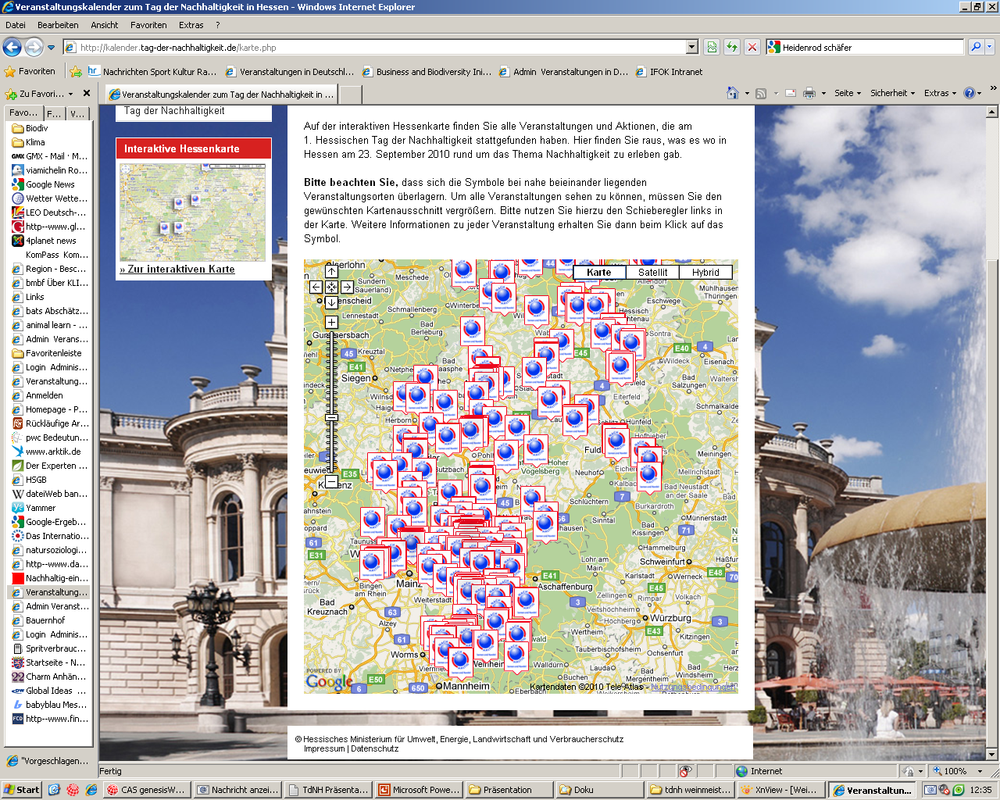 Veranstaltungskalender zum Tag der Nachhaltigkeit in Hessen - Windows Internet Explorer
Datei Bearbeiten Ansicht Favoriten Extras ?
http://kalender.tag-der-nachhaltigkeit.de/karte.php
Heidenrod schäfer
Favoriten
hr Nachrichten Sport Kultur Ra...
Veranstaltungen in Deutschl...
Business and Biodiversity Ini...
Admin Veranstaltungen in D...
IFOK Intranet
Zu Favori...
Veranstaltungskalender zum Tag der Nachhaltigkeit in ...
Seite Sicherheit Extras
Favo... F... V...
Biodiv
Klima
GMX - Mail · M...
viamichelin Ro...
Google News
Wetter Wette...
LEO Deutsch-...
http--www.gl...
4planet news
KomPass Kom...
Region - Besc...
bmbf Über KLI...
Links
bats Abschätz...
animal learn - ...
Admin Verans...
Favoritenleiste
Login Adminis...
Veranstaltung...
Anmelden
Homepage - P...
Rückläufige Ar...
pwc Bedeutun...
www.arktik.de
Der Experten ...
HSGB
dateiWeb ban...
Yammer
Google-Ergeb...
Das Internatio...
natursoziologi...
http--www.da...
Nachhaltig-ein...
Veranstaltung...
Admin Veranst...
Bauernhof
Login Adminis...
Spritverbrauc...
Startseite - N...
Charm Anhän...
Global Ideas ...
babyblau Mes...
http--www.fin...
"Vorgeschlagen...
Tag der Nachhaltigkeit
Interaktive Hessenkarte
» Zur interaktiven Karte
Auf der interaktiven Hessenkarte finden Sie alle Veranstaltungen und Aktionen, die am
1. Hessischen Tag der Nachhaltigkeit stattgefunden haben. Hier finden Sie raus, was es wo in
Hessen am 23. September 2010 rund um das Thema Nachhaltigkeit zu erleben gab.
Bitte beachten Sie, dass sich die Symbole bei nahe beieinander liegenden
Veranstaltungsorten überlagern. Um alle Veranstaltungen sehen zu können, müssen Sie den
gewünschten Kartenausschnitt vergrößern. Bitte nutzen Sie hierzu den Schieberegler links in
der Karte. Weitere Informationen zu jeder Veranstaltung erhalten Sie dann beim Klick auf das
Symbol.
Karte Satellit Hybrid
Meschede
Schmallenberg
Lennestadt
Bad Berleburg
Kreuztal
Siegen
Herborn
Eschwege
Mühlhausen Thüringen
Sontra
Wildeck
Eisenach
Bad Salzungen
Eiterfeld
Schmalkalde
Meiningen
Mellrichstadt
Bad Neustadt an der Saale
Vogelsberg
Neuhof
Schlüchtern
Sinntal
Burkardroth
Münnerstadt
Bad Kissingen
Hammelburg
Lohr am Main
Schweinfurt
Karlstadt
Werneck
Aschaffenburg
Zellingen
Rimpar
Volkach
Veitshöchheim
Würzburg
Wertheim
Kitzingen
Tauberbischofsheim
Ochsenfurt
Walldürn
Lauda
Bad Windsheim
Buchen
Mergentheim
Eberbach
Mainz
Bingen am Rhein
Bad Kreuznach
Alzey
Weiterstadt
Worms
Weinheim
Mannheim
E41 E40 E45 E35 E31 E41 E48 E45 E43 E50
45 4 4 7 45 66 71 61 63 61 3 3 70 6 650
POWERED BY Google
Kartendaten ©2010 Tele Atlas - Nutzungsbedingungen
© Hessisches Ministerium für Umwelt, Energie, Landwirtschaft und Verbraucherschutz
Impressum | Datenschutz
Fertig
Internet
100%
Start
CAS genesisW...
Nachricht anzei...
TdNH Präsenta...
Microsoft Powe...
Präsentation
Doku
tdnh weinmeist...
XnView - [Wei...
Veranstaltun...
12:35